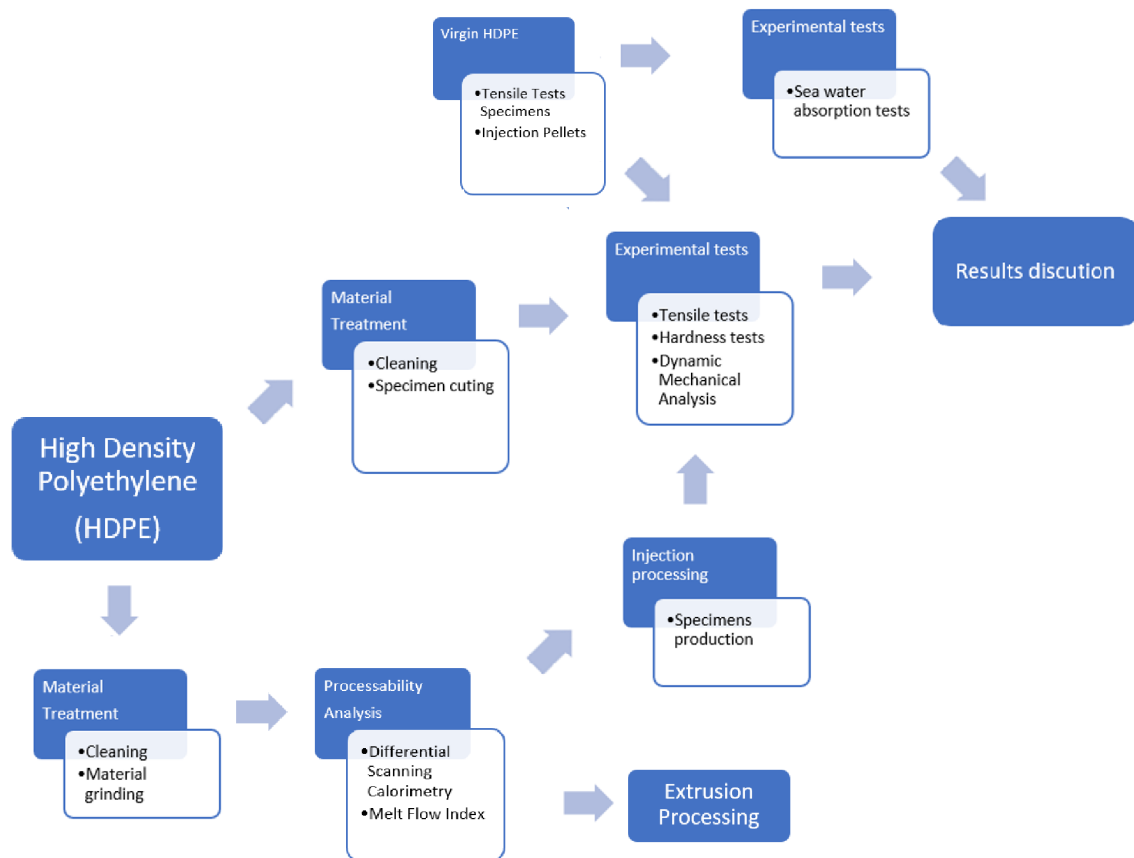 Virgin HDPE
•Tensile Tests
Specimens
•Injection Pellets
Experimental tests
•Sea water
absorption tests
Experimental tests
•Tensile tests
•Hardness tests
•Dynamic
Mechanical
Analysis
Results discution
Material
Treatment
•Cleaning
•Specimen cuting
High Density
Polyethylene
(HDPE)
Injection
processing
•Specimens
production
Material
Treatment
•Cleaning
•Material
grinding
Processability
Analysis
•Differential
Scanning
Calorimetry
•Melt Flow Index
Extrusion
Processing